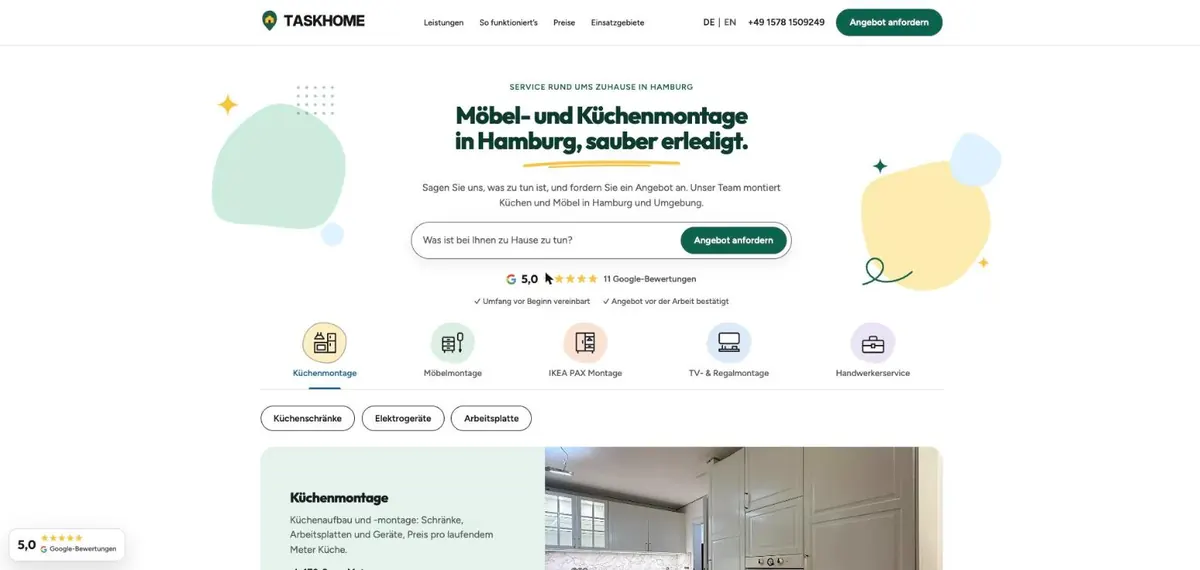 TASKHOME
Leistungen
So funktioniert's
Preise
Einsatzgebiete
DE | EN
+49 1578 1509249
Angebot anfordern
SERVICE RUND UMS ZUHAUSE IN HAMBURG
Möbel- und Küchenmontage
in Hamburg, sauber erledigt.
Sagen Sie uns, was zu tun ist, und fordern Sie ein Angebot an. Unser Team montiert
Küchen und Möbel in Hamburg und Umgebung.
Was ist bei Ihnen zu Hause zu tun?
Angebot anfordern
5,0
11 Google-Bewertungen
✓ Umfang vor Beginn vereinbart
✓ Angebot vor der Arbeit bestätigt
Küchenmontage
Möbelmontage
IKEA PAX Montage
TV- & Regalmontage
Handwerkerservice
Küchenschränke
Elektrogeräte
Arbeitsplatte
Küchenmontage
Küchenaufbau und -montage: Schränke,
Arbeitsplatten und Geräte, Preis pro laufendem
Meter Küche.
5,0
Google-Bewertungen